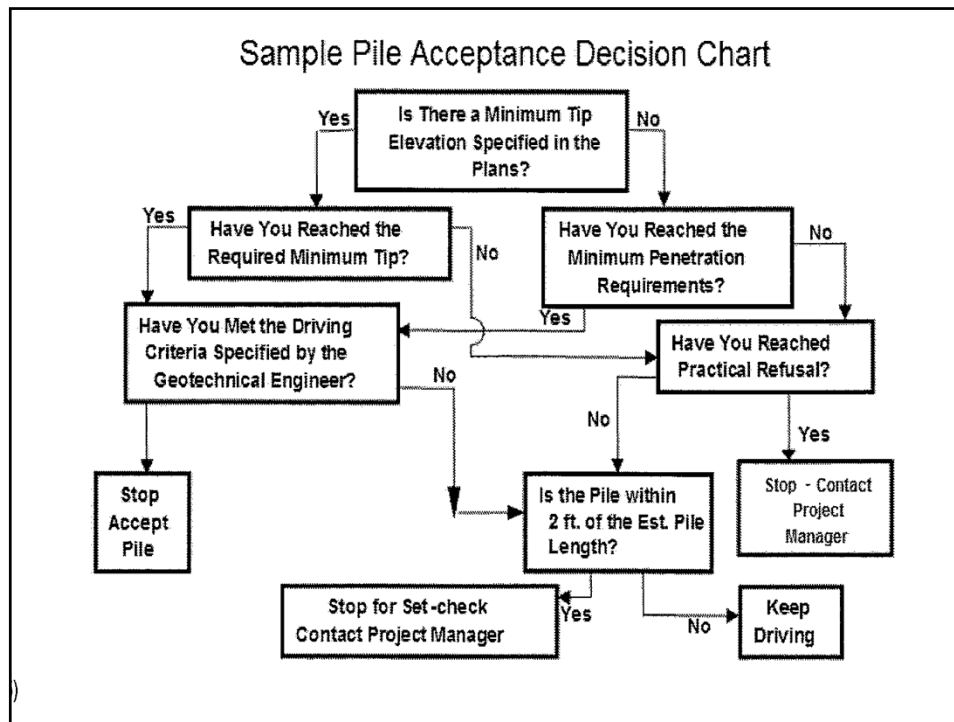 Sample Pile Acceptance Decision Chart
Is There a Minimum Tip
Elevation Specified in the
Plans?
Yes
No
Have You Reached the
Required Minimum Tip?
Yes
No
Have You Reached the
Minimum Penetration
Requirements?
No
Yes
Have You Met the Driving
Criteria Specified by the
Geotechnical Engineer?
No
Have You Reached
Practical Refusal?
No
Yes
Stop
Accept
Pile
Is the Pile within
2 ft. of the Est. Pile
Length?
Stop - Contact
Project
Manager
Stop for Set-check
Contact Project Manager
Yes
No
Keep
Driving
)